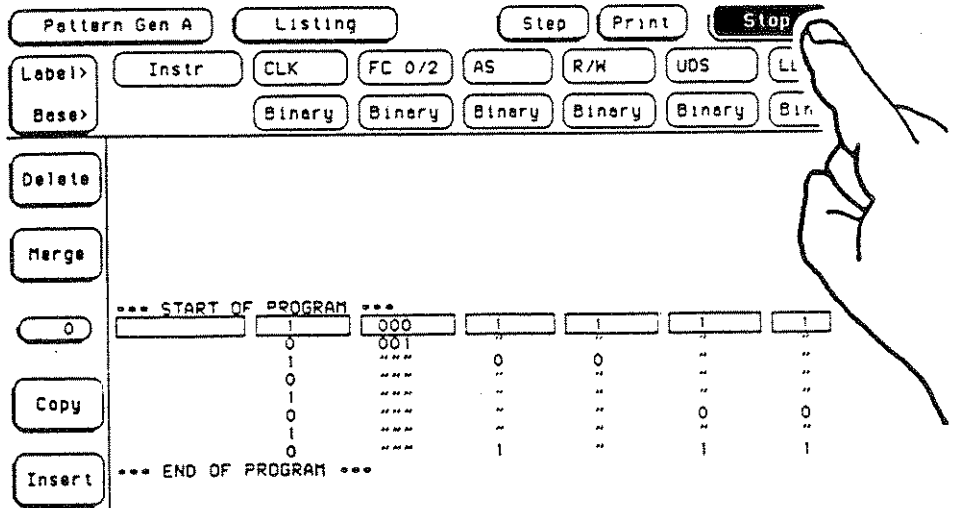 Pattern Gen A Listing Step Print Stop
Label> Instr CLK FC 0/2 AS R/W UDS
Base> Binary Binary Binary Binary Binary Bin
Delete
Merge
*** START OF PROGRAM ***
0 1 000 1 1 1 1
0 001 " " " "
1 """ 0 0 " "
0 """ " " " "
Copy 1 """ " " " "
0 """ " " 0 0
1 """ " " " "
0 """ 1 " 1 1
Insert *** END OF PROGRAM ***